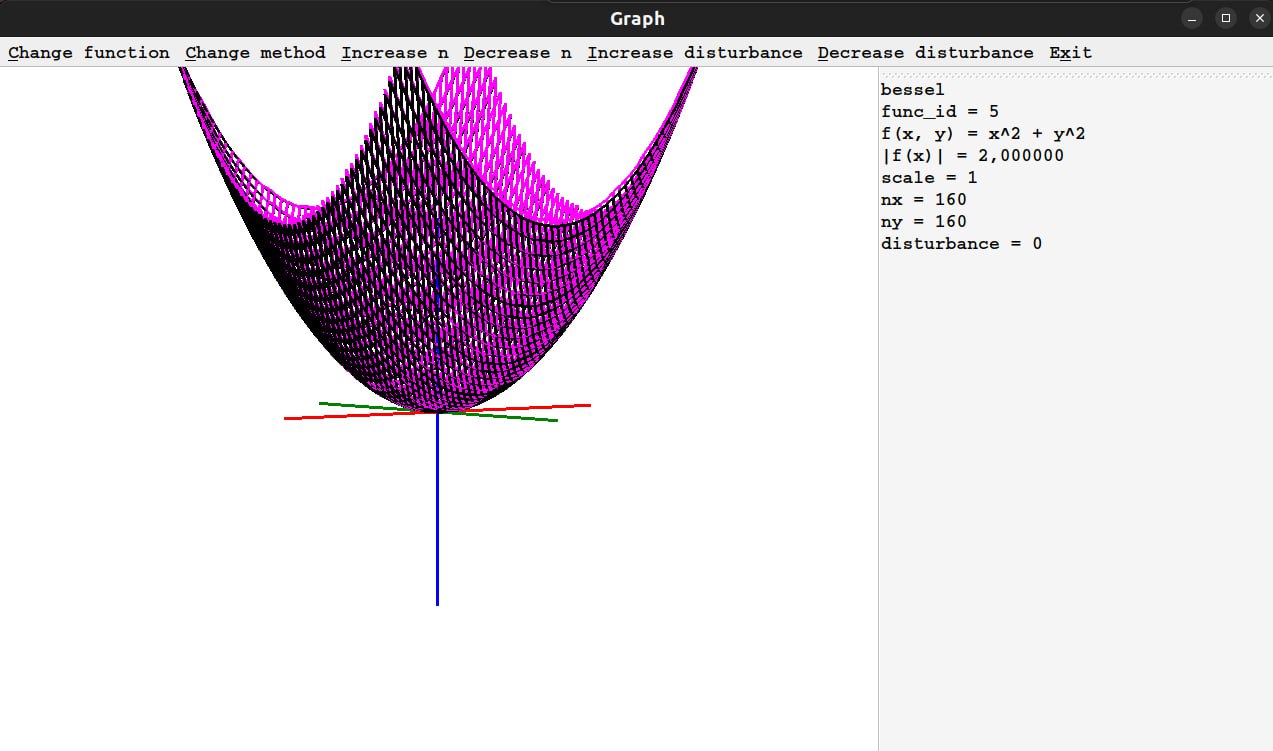 Graph
Change function Change method Increase n Decrease n Increase disturbance Decrease disturbance Exit
bessel
func_id = 5
f(x, y) = x^2 + y^2
|f(x)| = 2,000000
scale = 1
nx = 160
ny = 160
disturbance = 0